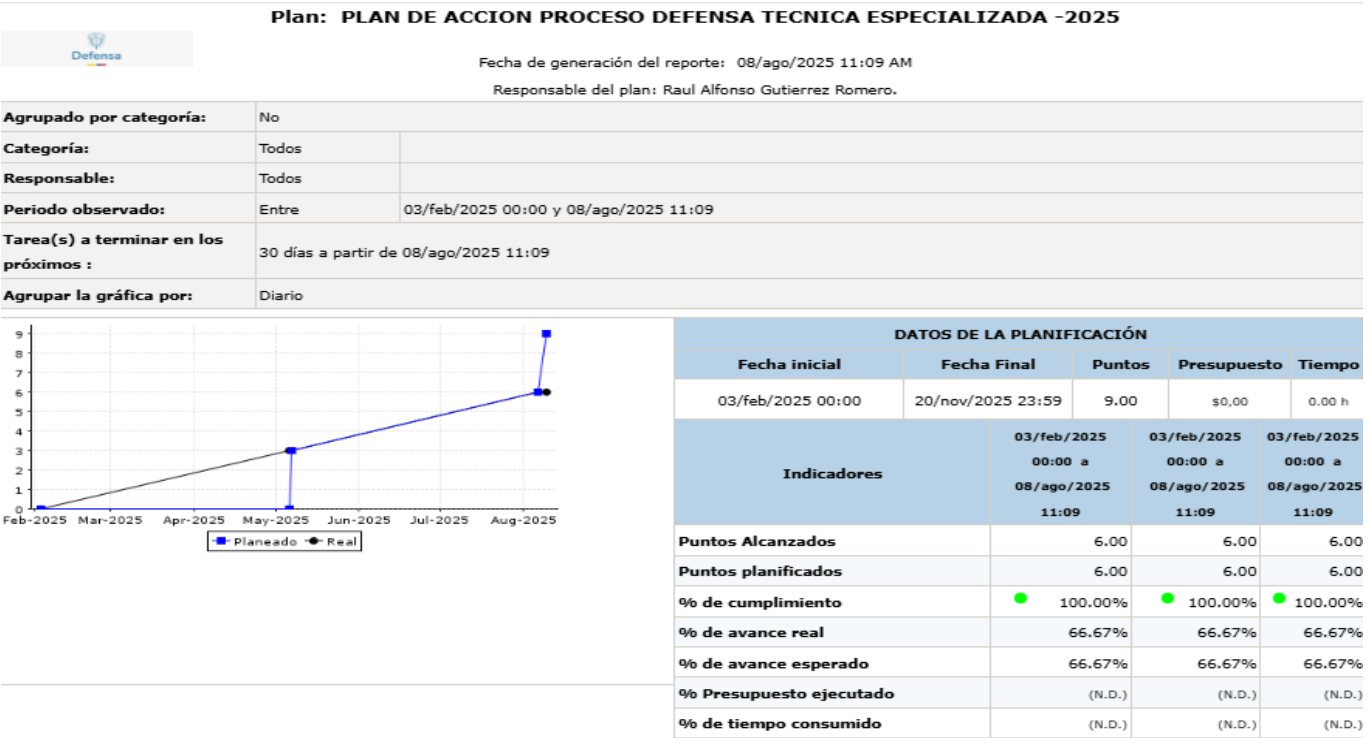 Plan: PLAN DE ACCION PROCESO DEFENSA TECNICA ESPECIALIZADA -2025
Defensa
Fecha de generación del reporte: 08/ago/2025 11:09 AM
Responsable del plan: Raul Alfonso Gutierrez Romero.
Agrupado por categoría: No
Categoría: Todos
Responsable: Todos
Periodo observado: Entre 03/feb/2025 00:00 y 08/ago/2025 11:09
Tarea(s) a terminar en los
próximos : 30 días a partir de 08/ago/2025 11:09
Agrupar la gráfica por: Diario
9
8
7
6
5
4
3
2
1
0
Feb-2025 Mar-2025 Apr-2025 May-2025 Jun-2025 Jul-2025 Aug-2025
Planeado Real
DATOS DE LA PLANIFICACIÓN
Fecha inicial Fecha Final Puntos Presupuesto Tiempo
03/feb/2025 00:00 20/nov/2025 23:59 9.00 $0,00 0.00 h
Indicadores
03/feb/2025 03/feb/2025 03/feb/2025
00:00 a 00:00 a 00:00 a
08/ago/2025 08/ago/2025 08/ago/2025
11:09 11:09 11:09
Puntos Alcanzados 6.00 6.00 6.00
Puntos planificados 6.00 6.00 6.00
% de cumplimiento 100.00% 100.00% 100.00%
% de avance real 66.67% 66.67% 66.67%
% de avance esperado 66.67% 66.67% 66.67%
% Presupuesto ejecutado (N.D.) (N.D.) (N.D.)
% de tiempo consumido (N.D.) (N.D.) (N.D.)